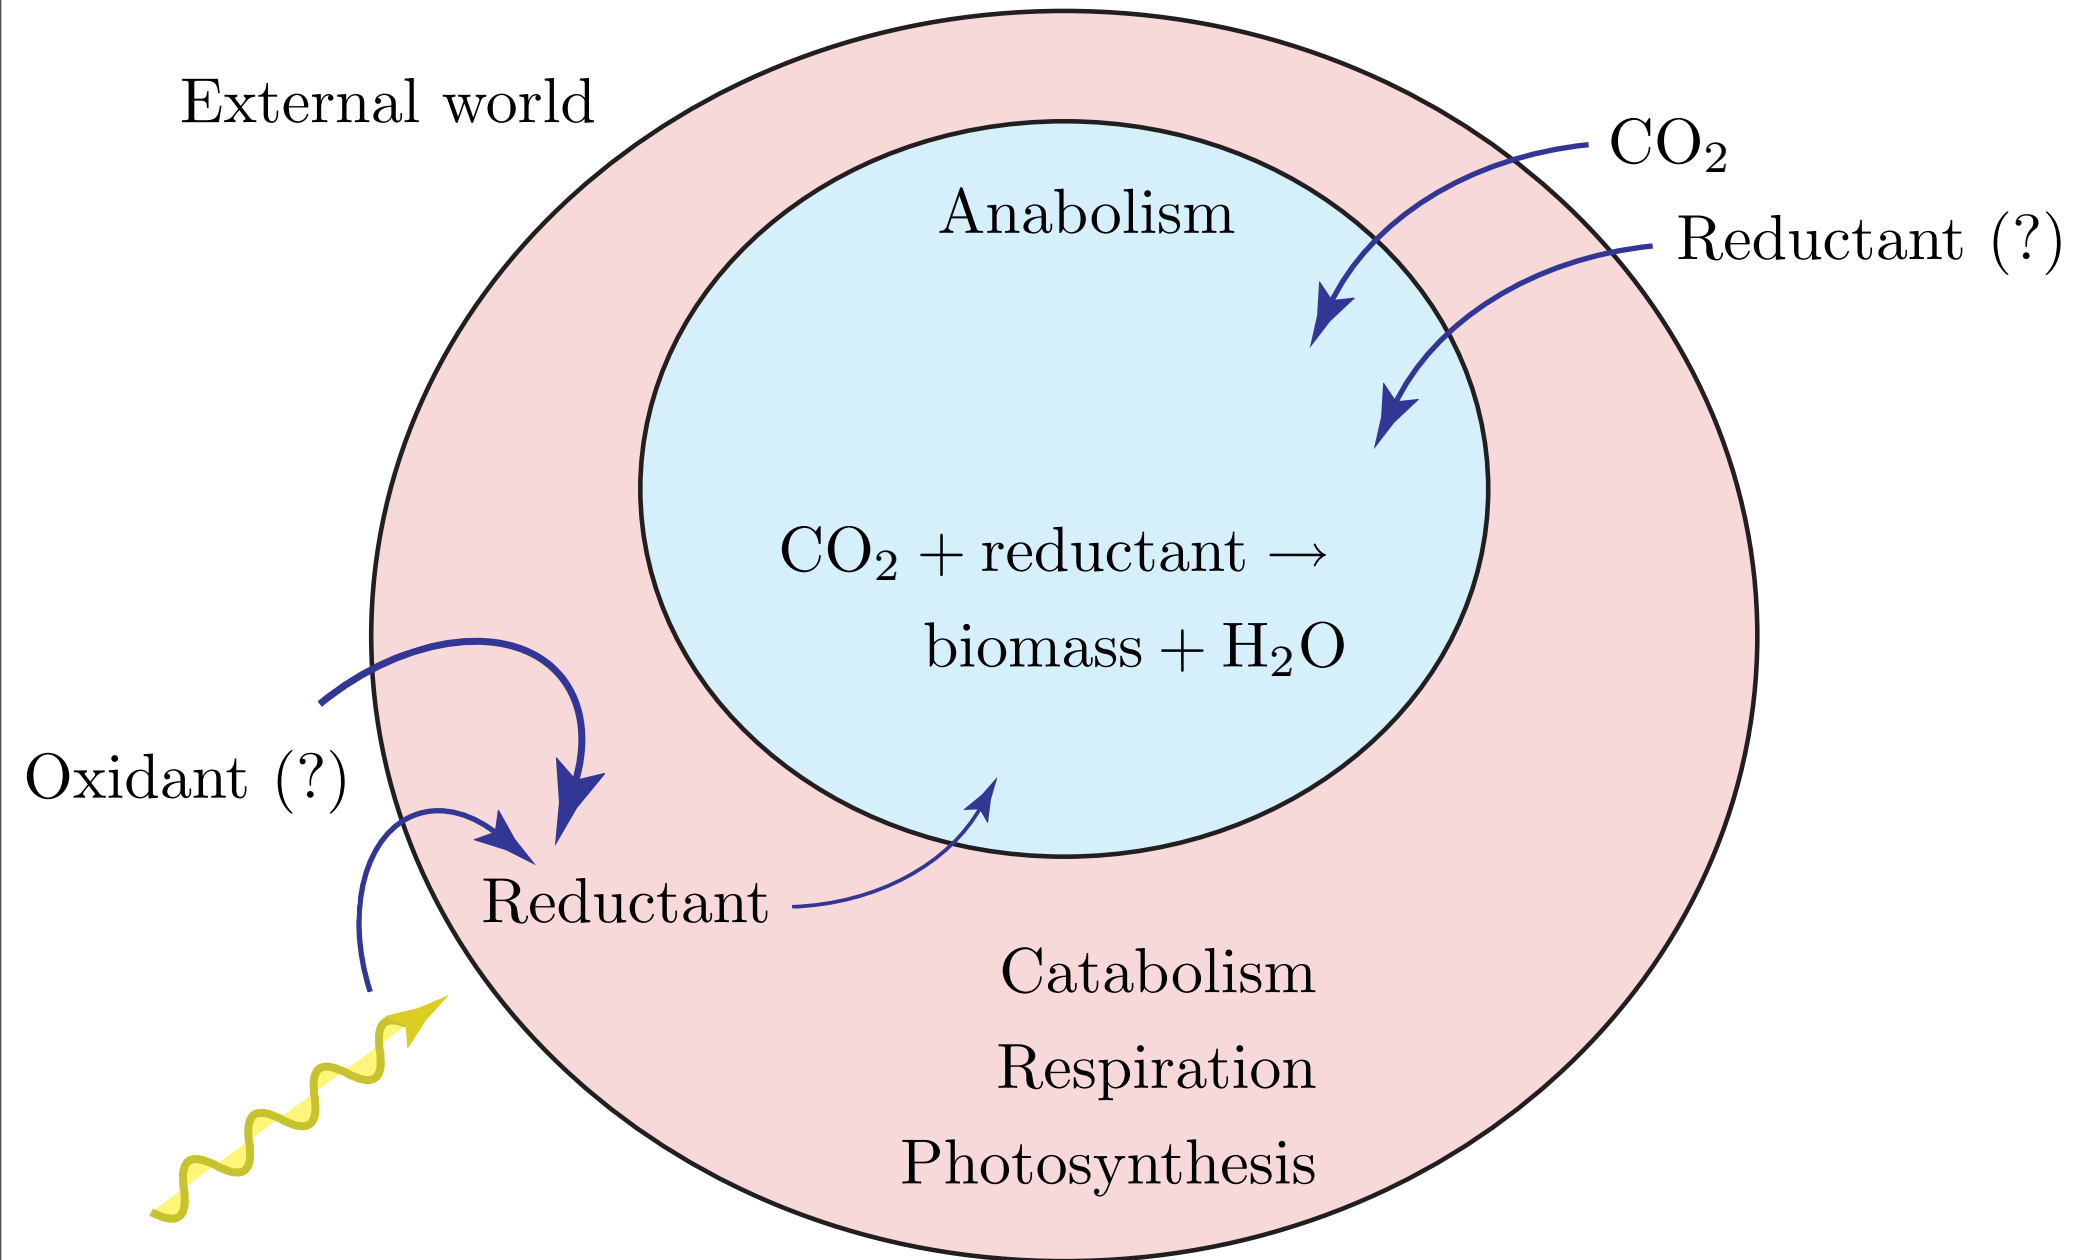 External world
CO₂
Reductant (?)
Anabolism
CO₂ + reductant →
biomass + H₂O
Oxidant (?)
Reductant
Catabolism
Respiration
Photosynthesis